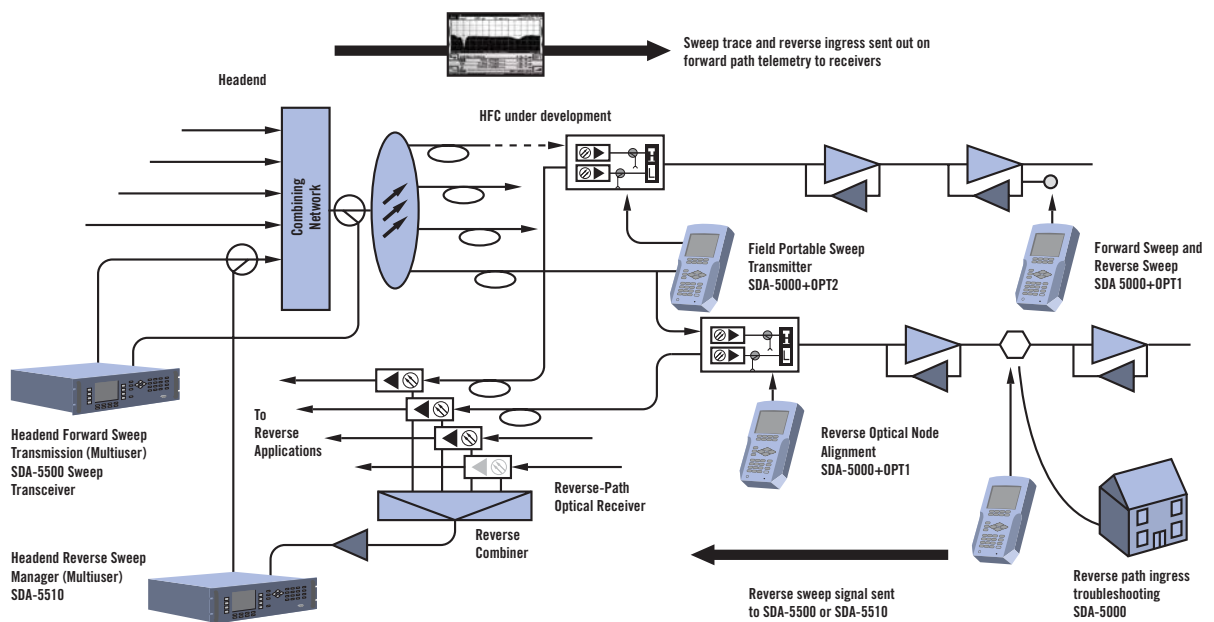 Sweep trace and reverse ingress sent out on
forward path telemetry to receivers
Headend
HFC under development
Combining
Network
H
L
Field Portable Sweep
Transmitter
SDA-5000+OPT2
Forward Sweep and
Reverse Sweep
SDA 5000+OPT1
H
L
To
Reverse
Applications
Headend Forward Sweep
Transmission (Multiuser)
SDA-5500 Sweep
Transceiver
Reverse Optical Node
Alignment
SDA-5000+OPT1
Reverse-Path
Optical Receiver
Reverse
Combiner
Headend Reverse Sweep
Manager (Multiuser)
SDA-5510
Reverse sweep signal sent
to SDA-5500 or SDA-5510
Reverse path ingress
troubleshooting
SDA-5000